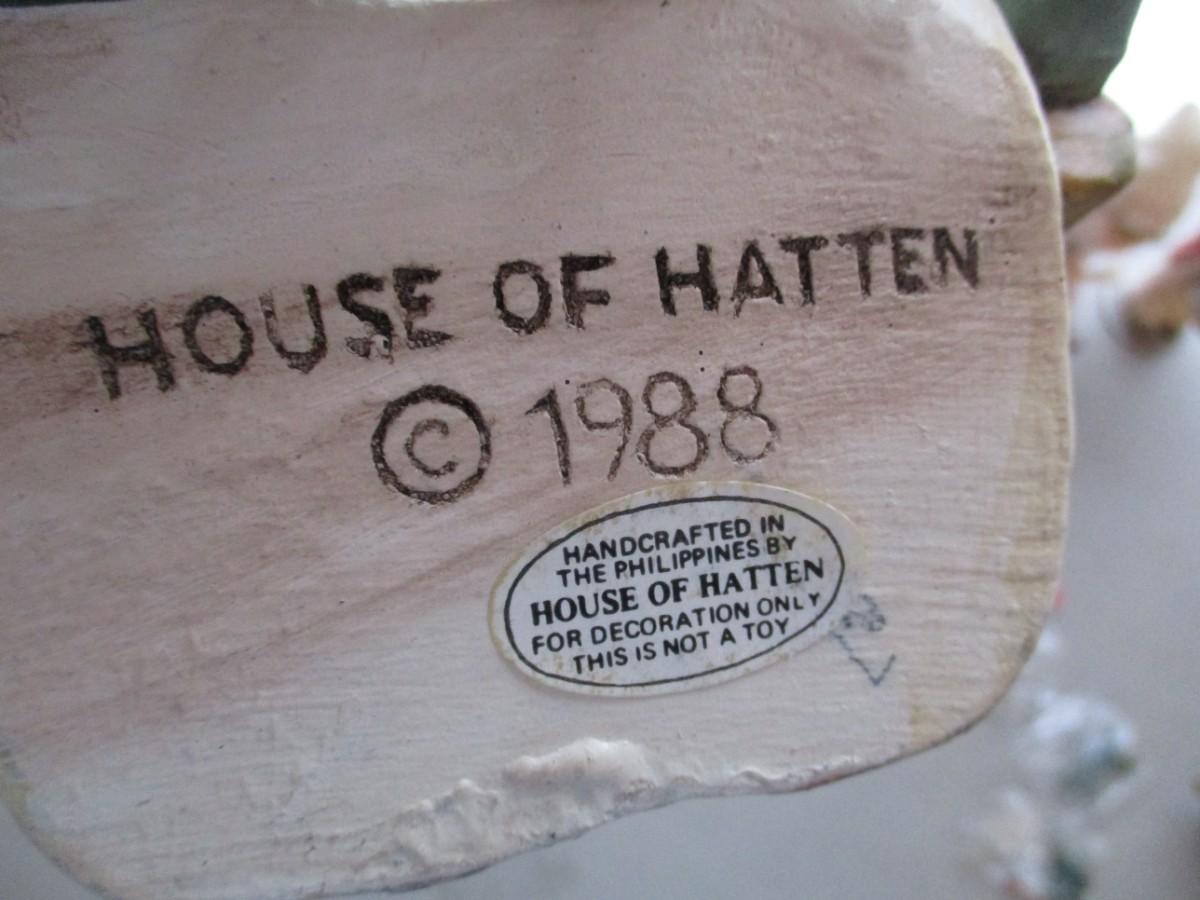 HOUSE OF HATTEN
© 1988
HANDCRAFTED IN
THE PHILIPPINES BY
HOUSE OF HATTEN
FOR DECORATION ONLY
THIS IS NOT A TOY